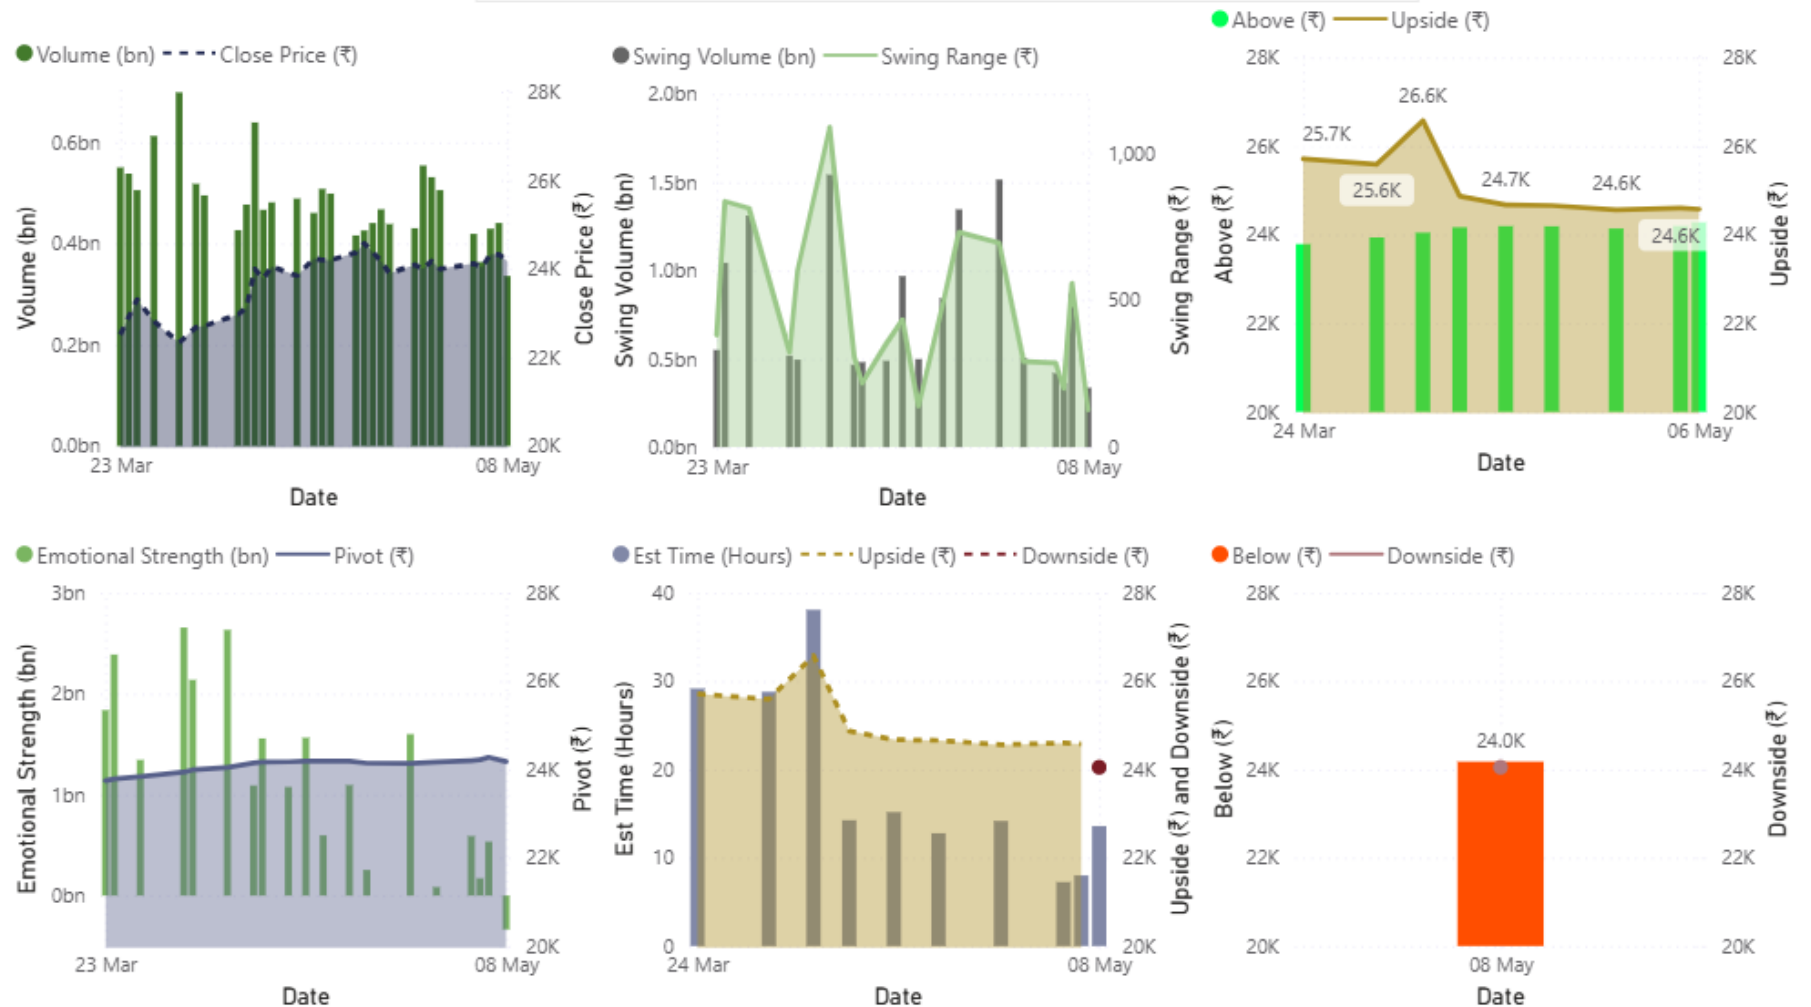 Volume (bn) Close Price (₹)
0.6bn
0.4bn
0.2bn
0.0bn
Volume (bn)
28K
26K
24K
22K
20K
Close Price (₹)
23 Mar 08 May
Date
Swing Volume (bn) Swing Range (₹)
2.0bn
1.5bn
1.0bn
0.5bn
0.0bn
Swing Volume (bn)
1,000
500
0
Swing Range (₹)
23 Mar 08 May
Date
Above (₹) Upside (₹)
28K
26K
24K
22K
20K
Above (₹)
25.7K
25.6K
26.6K
24.7K
24.6K
24.6K
28K
26K
24K
22K
20K
Upside (₹)
24 Mar 06 May
Date
Emotional Strength (bn) Pivot (₹)
3bn
2bn
1bn
0bn
Emotional Strength (bn)
28K
26K
24K
22K
20K
Pivot (₹)
23 Mar 08 May
Date
Est Time (Hours) Upside (₹) Downside (₹)
40
30
20
10
0
Est Time (Hours)
28K
26K
24K
22K
20K
Upside (₹) and Downside (₹)
24 Mar 08 May
Date
Below (₹) Downside (₹)
28K
26K
24K
22K
20K
Below (₹)
24.0K
28K
26K
24K
22K
20K
Downside (₹)
08 May
Date